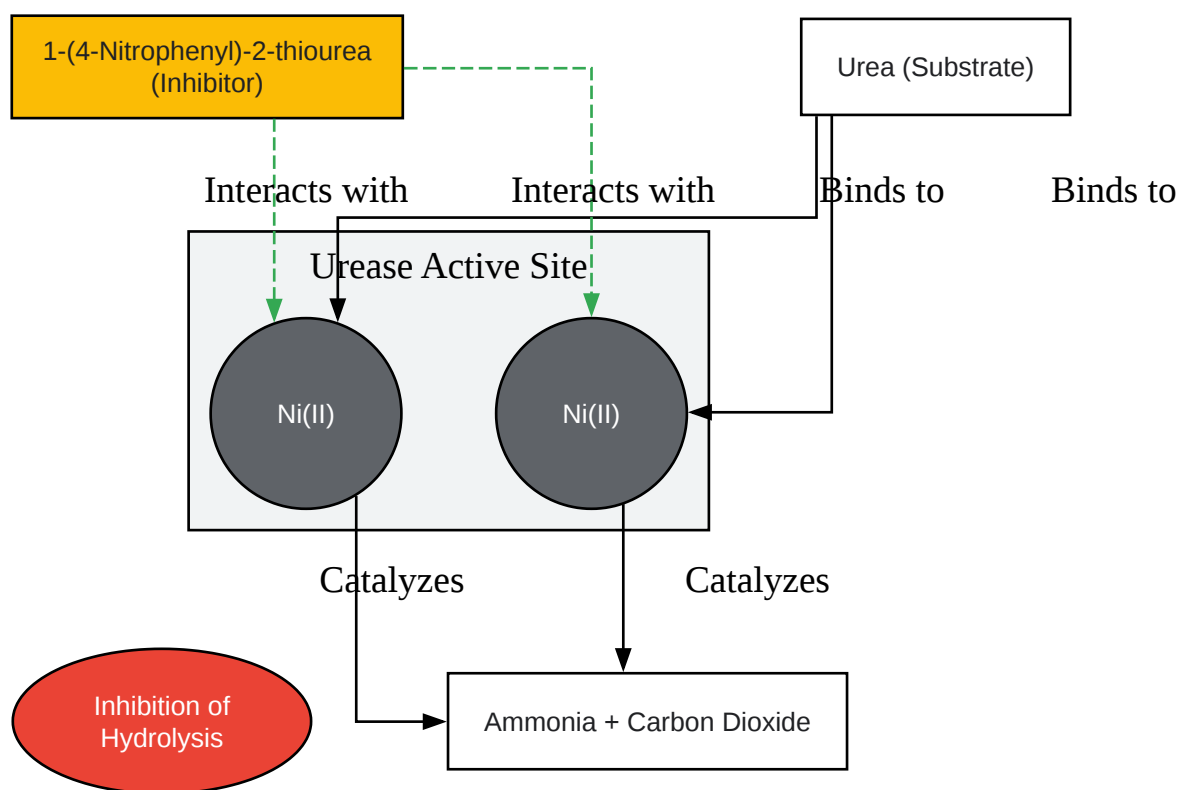 1-(4-Nitrophenyl)-2-thiourea
(Inhibitor)
Urea (Substrate)
Interacts with
Interacts with
Binds to
Binds to
Urease Active Site
Ni(II)
Ni(II)
Catalyzes
Catalyzes
Inhibition of
Hydrolysis
Ammonia + Carbon Dioxide